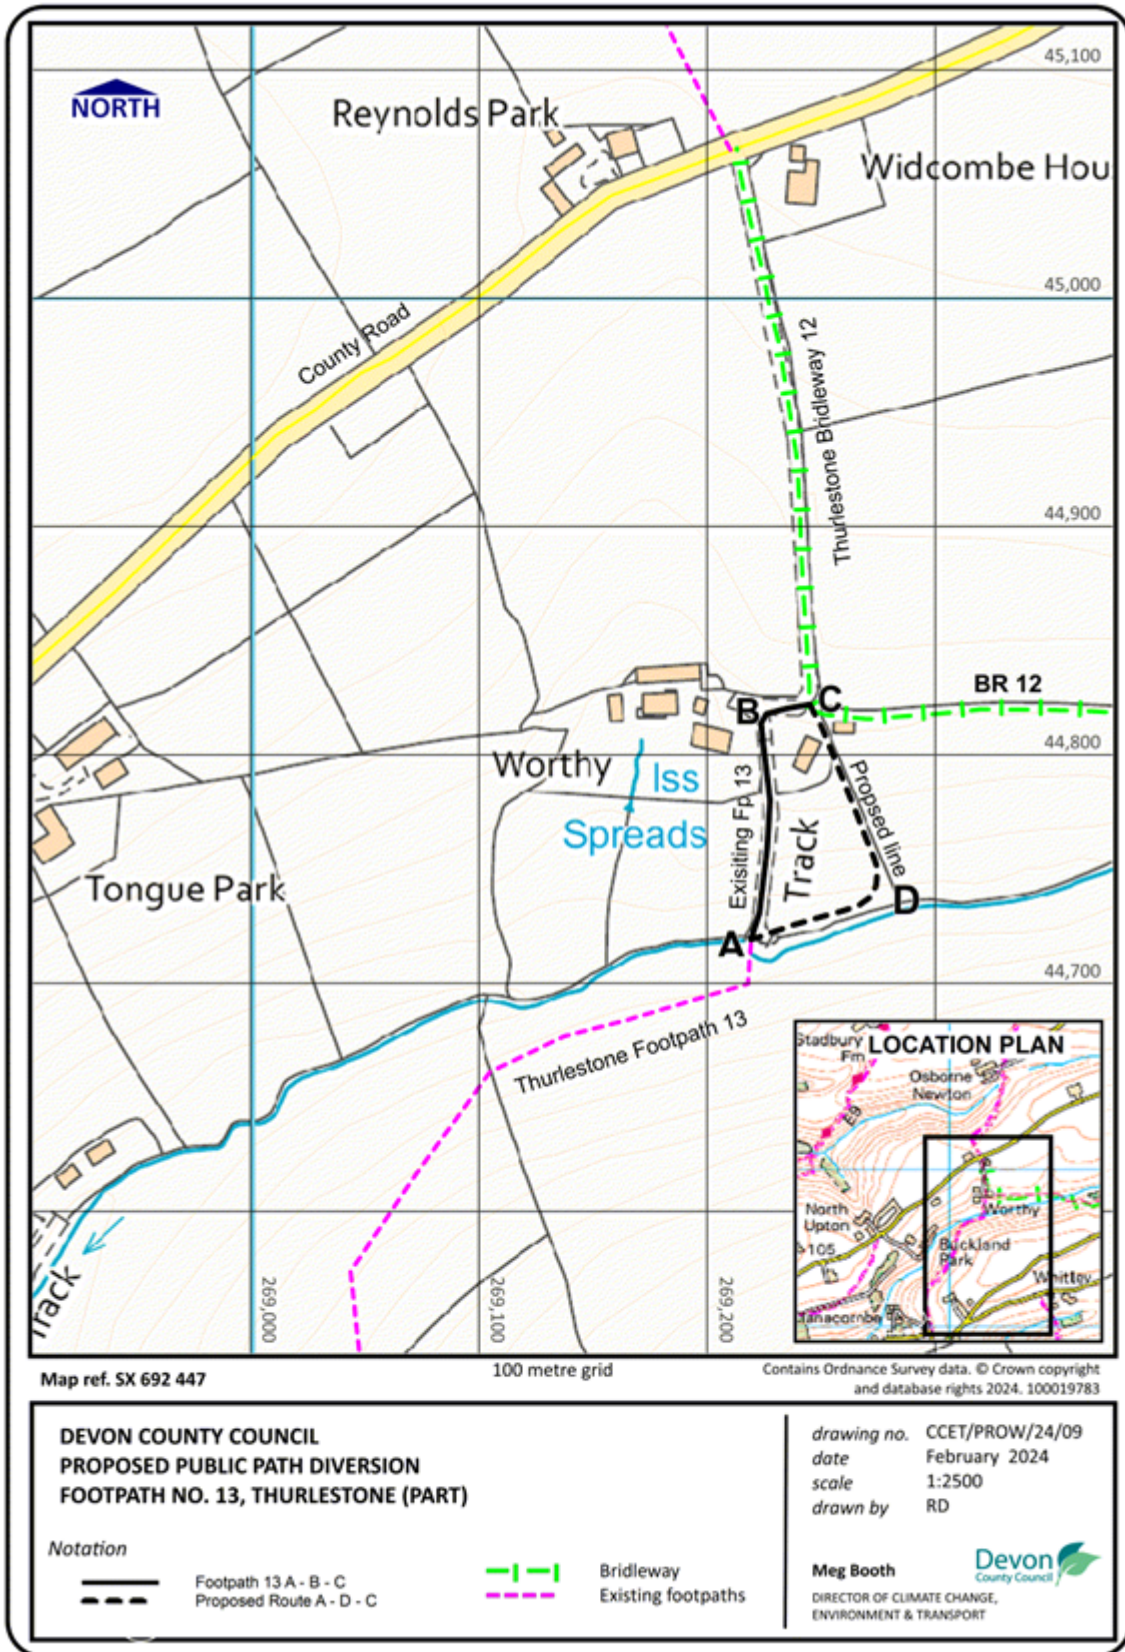 45,100
NORTH
Reynolds Park
Widcombe Hou
45,000
County Road
Thurlestone Bridleway 12
44,900
BR 12
B
C
44,800
Worthy
Iss
Spreads
Exisiting Fp 13
Track
Propsed line
Tongue Park
D
A
44,700
Thurlestone Footpath 13
LOCATION PLAN
Stadbury
Fm
Osborne
Newton
E9
North
Upton
Worthy
105
Buckland
Park
Whitley
269,000
269,100
269,200
Map ref. SX 692 447
100 metre grid
Contains Ordnance Survey data. © Crown copyright
and database rights 2024. 100019783
DEVON COUNTY COUNCIL
PROPOSED PUBLIC PATH DIVERSION
FOOTPATH NO. 13, THURLESTONE (PART)
drawing no. CCET/PROW/24/09
date February 2024
scale 1:2500
drawn by RD
Notation
Footpath 13 A - B - C
Proposed Route A - D - C
Bridleway
Existing footpaths
Meg Booth
DIRECTOR OF CLIMATE CHANGE,
ENVIRONMENT & TRANSPORT
Devon
County Council